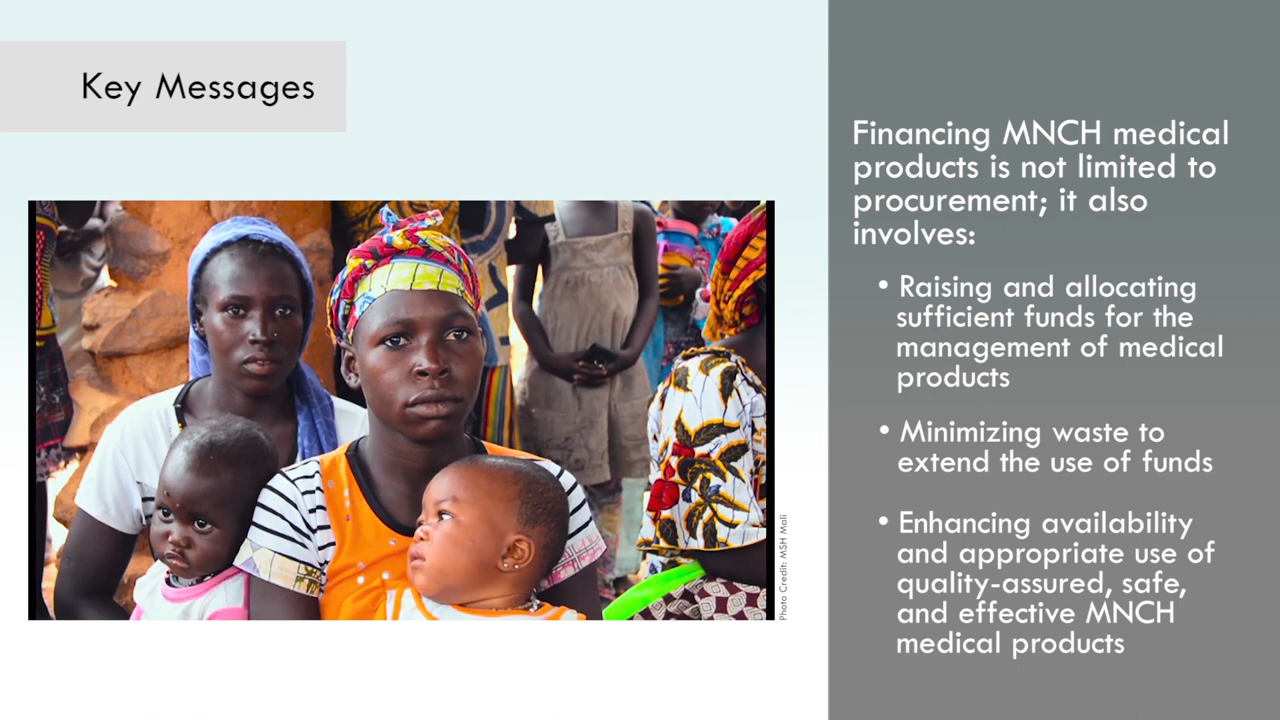 Key Messages
Financing MNCH medical
products is not limited to
procurement; it also
involves:
• Raising and allocating
sufficient funds for the
management of medical
products
• Minimizing waste to
extend the use of funds
• Enhancing availability
and appropriate use of
quality-assured, safe,
and effective MNCH
medical products
Photo Credit: MSH Mali